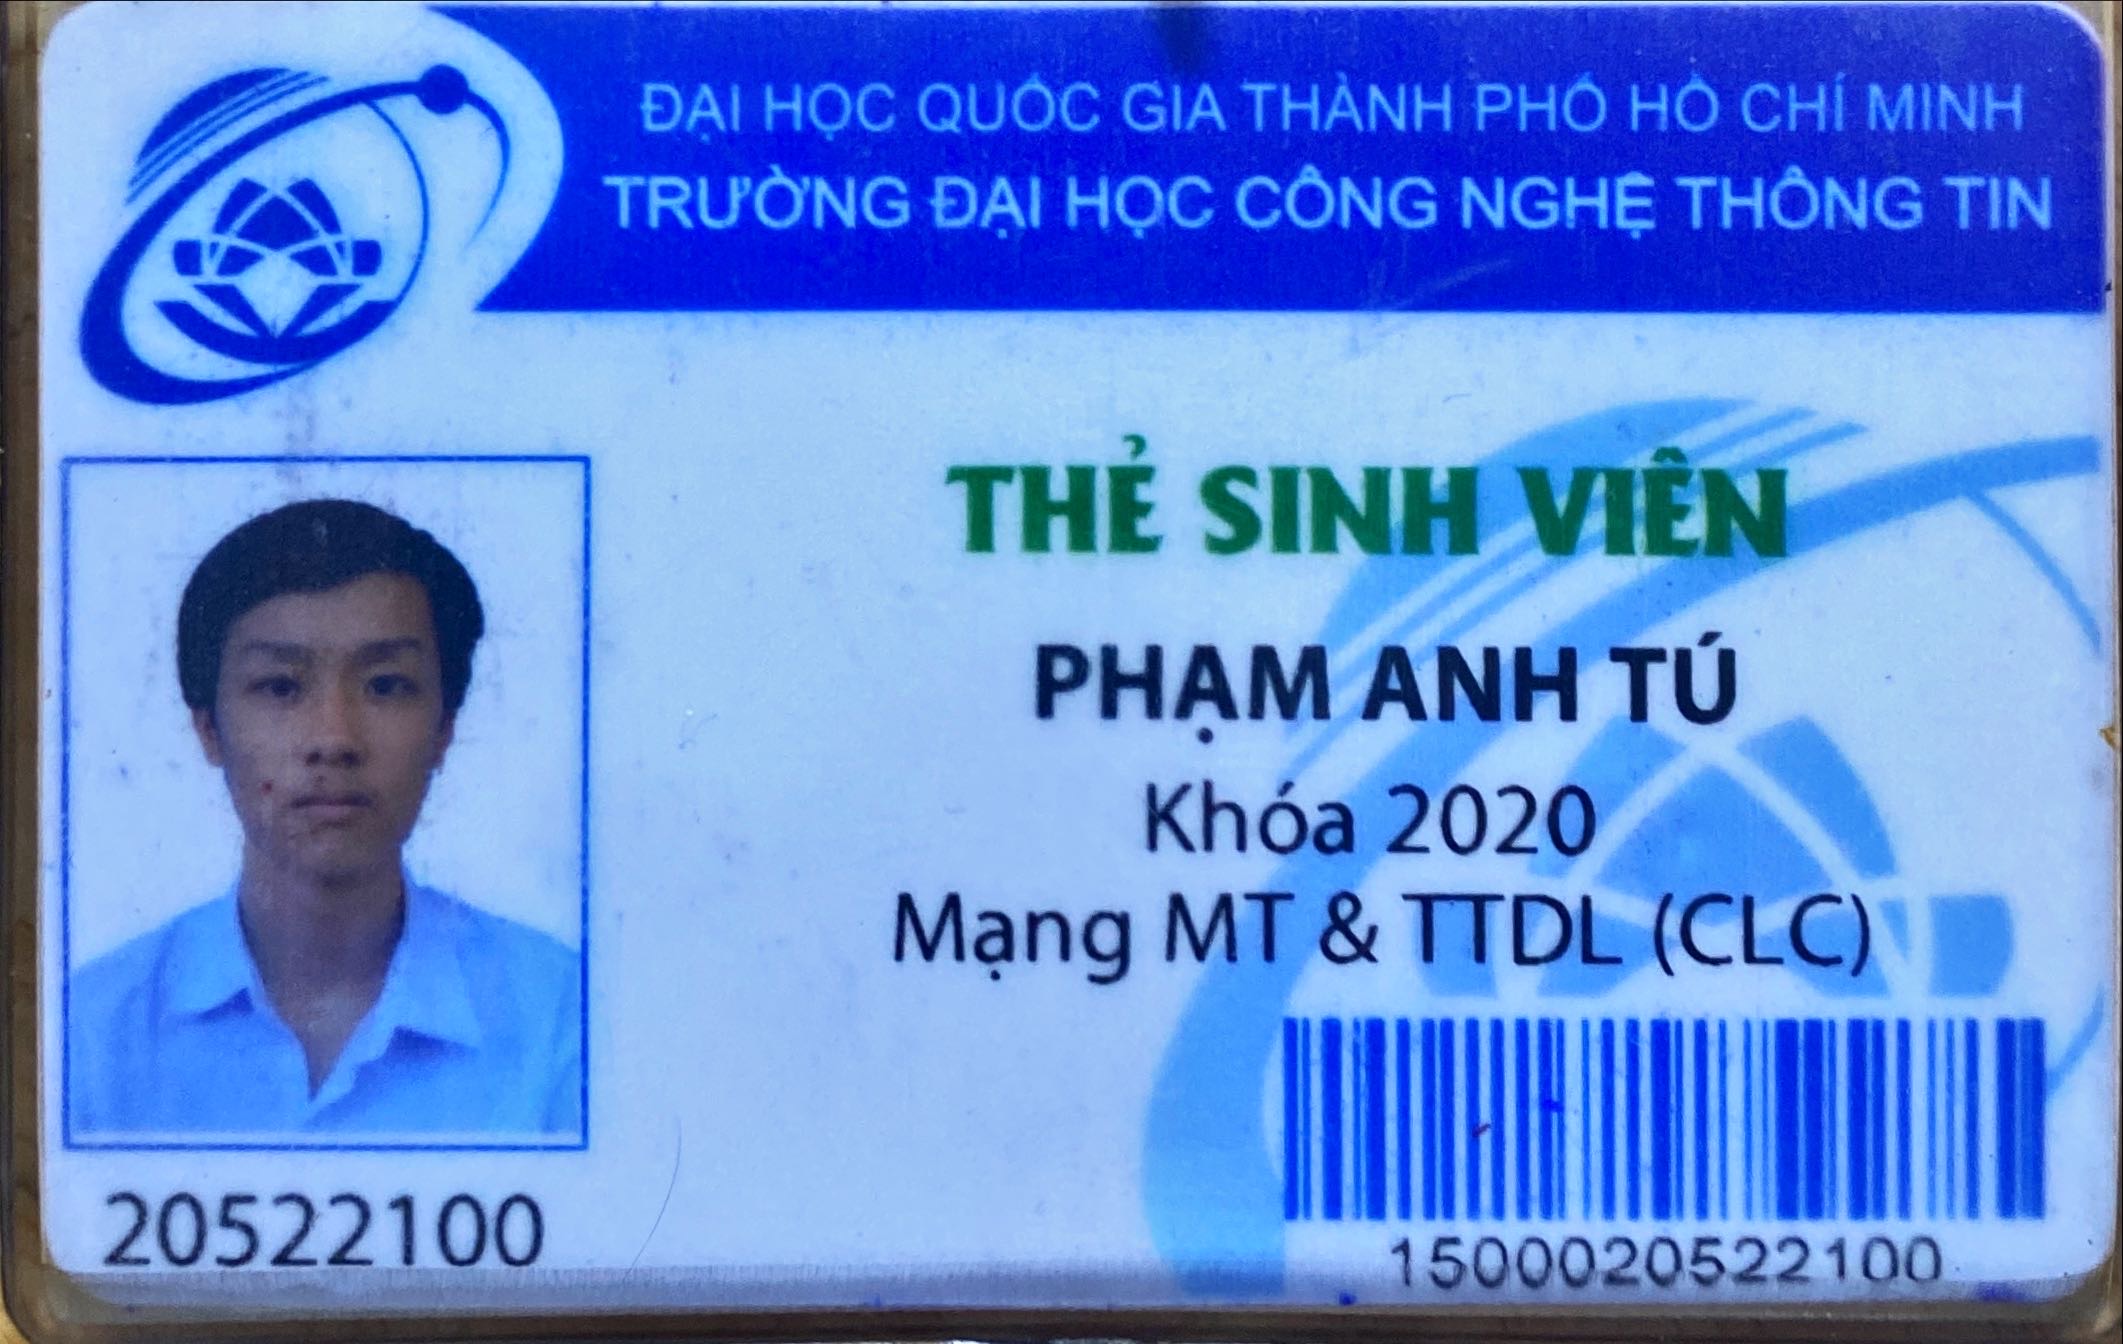 ĐẠI HỌC QUỐC GIA THÀNH PHỐ HỒ CHÍ MINH
TRƯỜNG ĐẠI HỌC CÔNG NGHỆ THÔNG TIN
THẺ SINH VIÊN
PHẠM ANH TÚ
Khóa 2020
Mạng MT & TTDL (CLC)
20522100
1500020522100